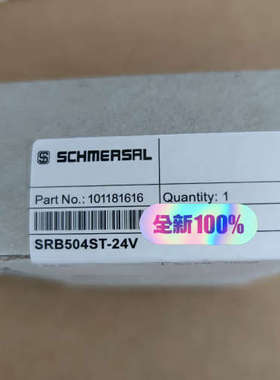 SCHMERSAL
Part No.: 101181616
Quantity: 1
全新100%
SRB504ST-24V